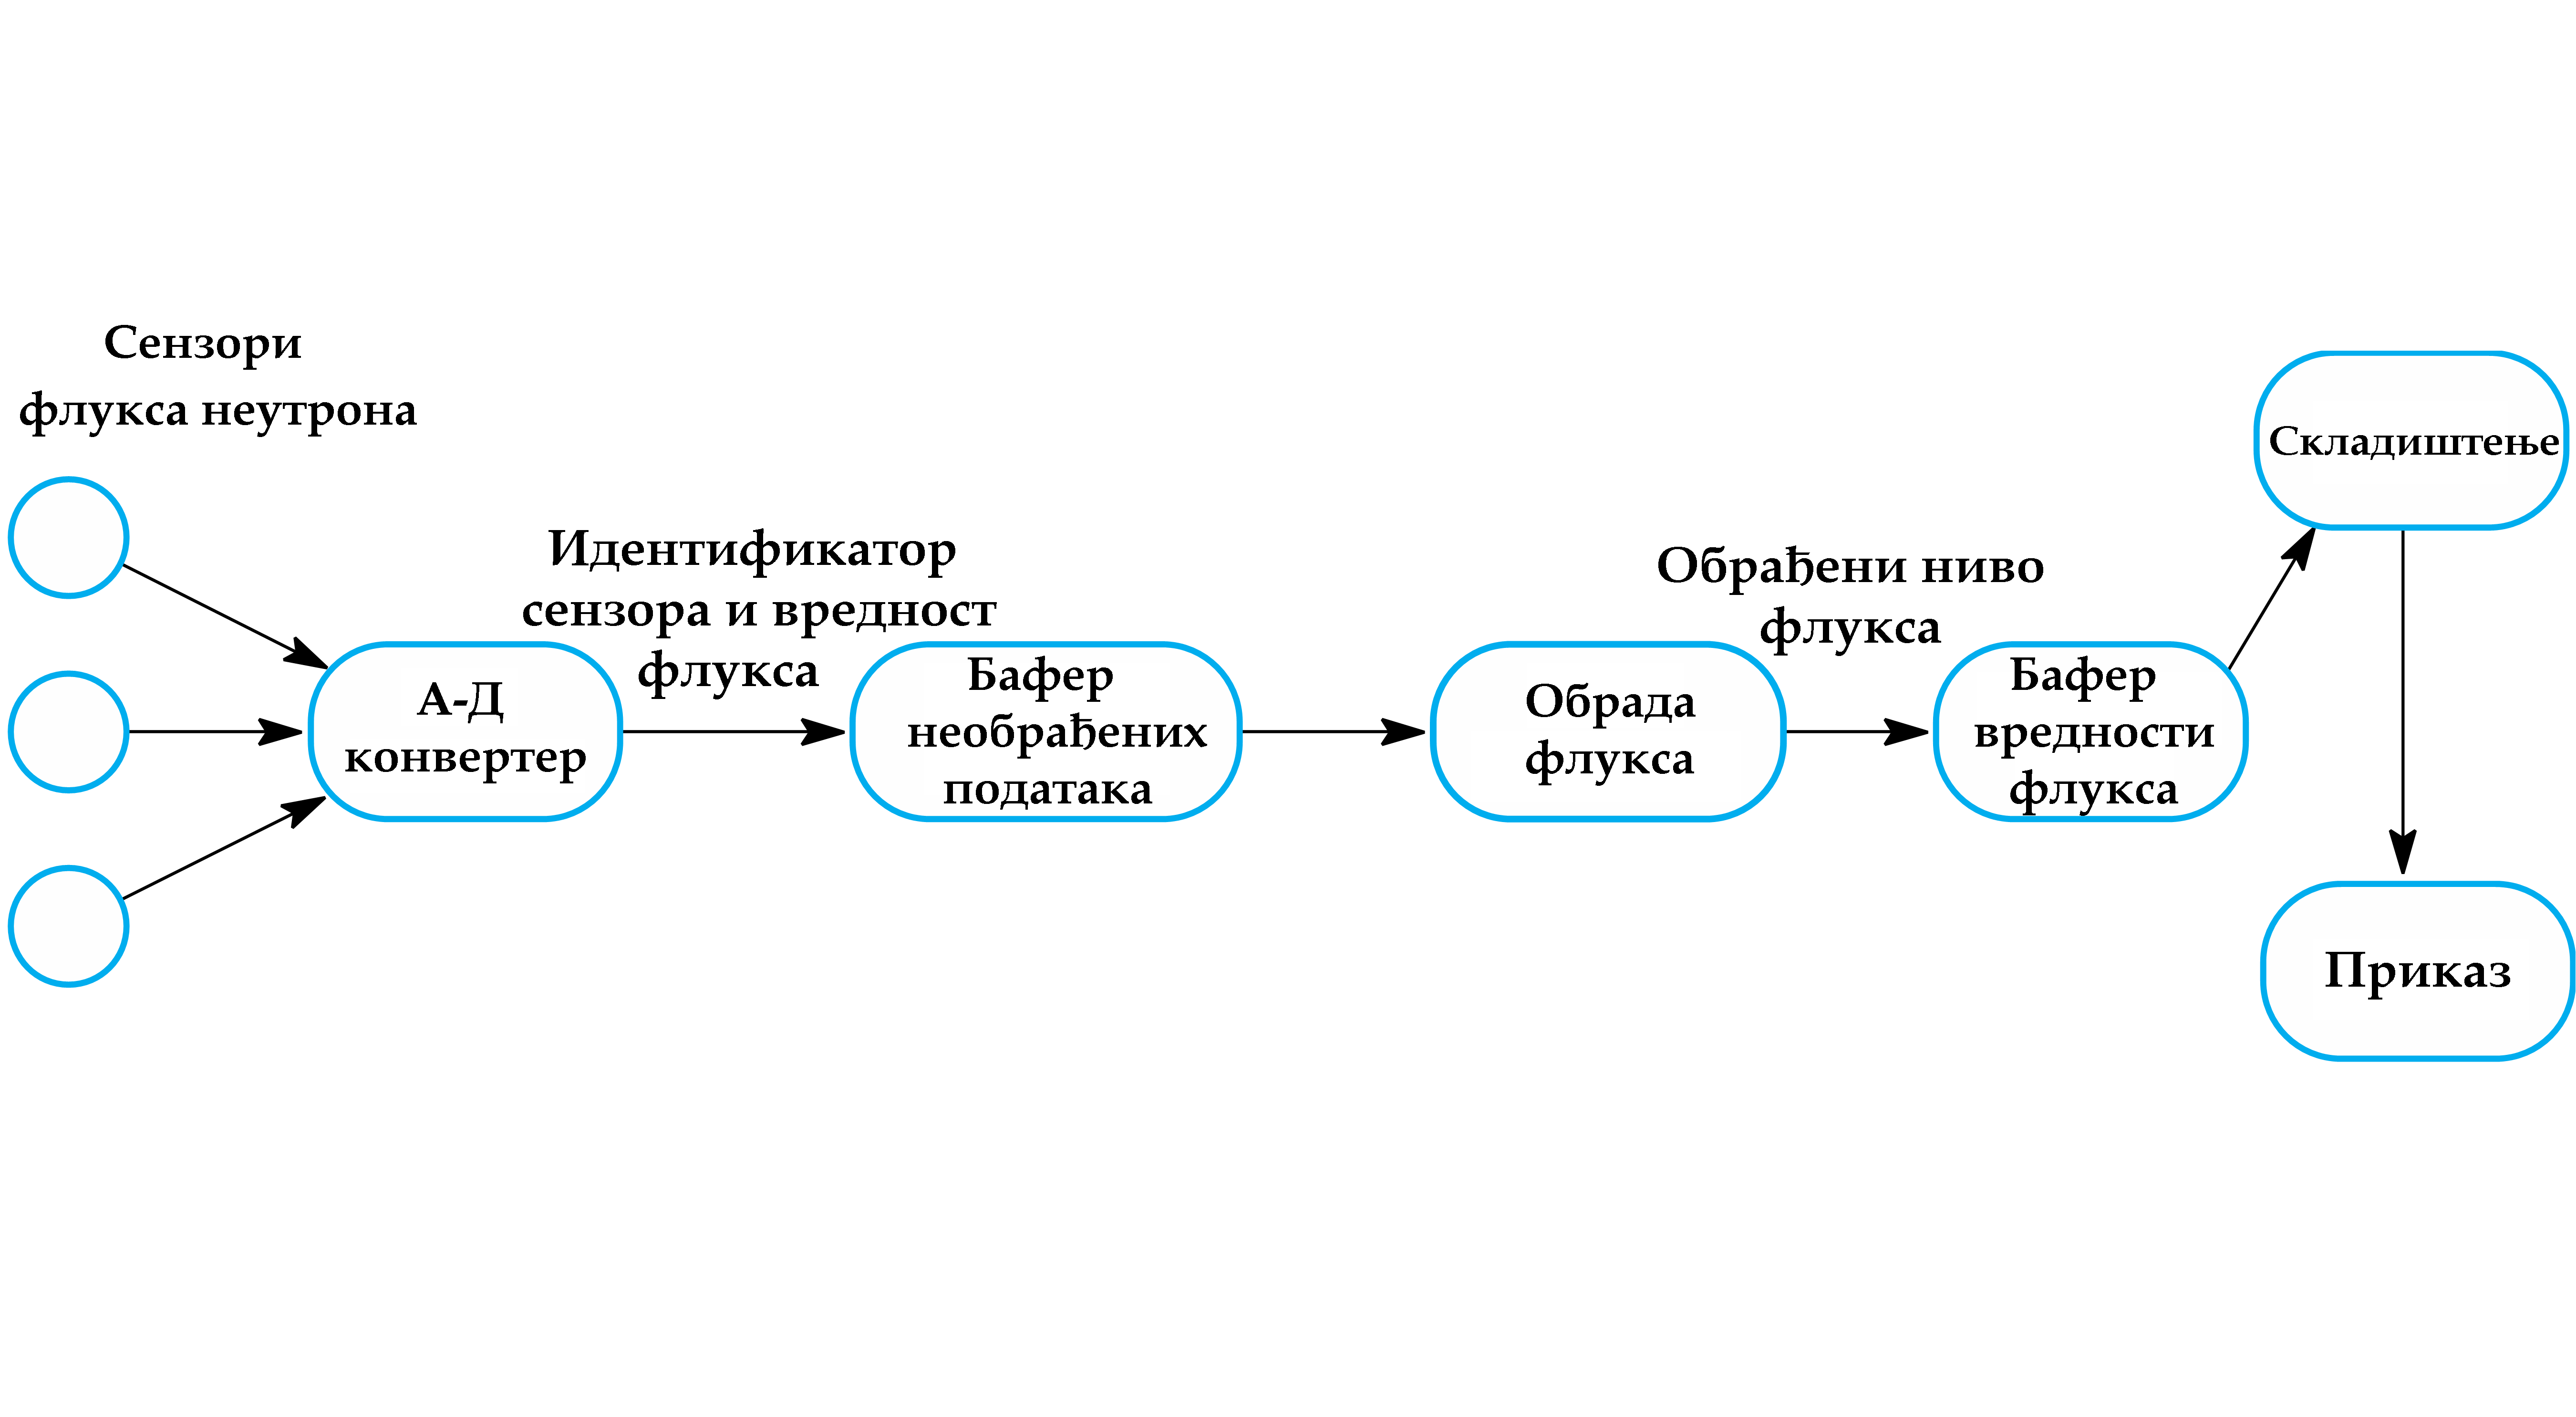 Сензори
флукса неутрона
А-Д
конвертер
Идентификатор
сензора и вредност
флукса
Бафер
необрађених
података
Обрада
флукса
Обрађени ниво
флукса
Бафер
вредности
флукса
Складиштење
Приказ